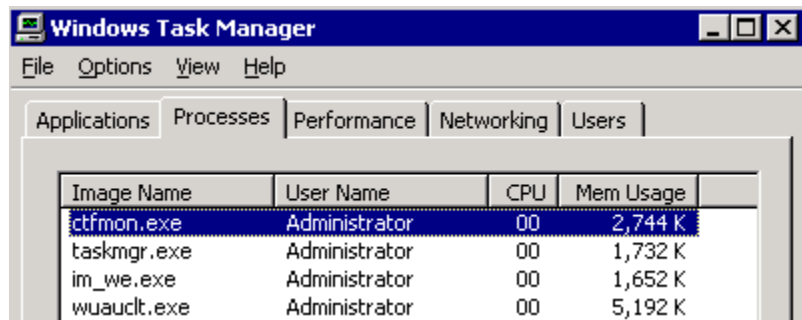 Windows Task Manager
File Options View Help
Applications Processes Performance Networking Users
Image Name User Name CPU Mem Usage
ctfmon.exe Administrator 00 2,744 K
taskmgr.exe Administrator 00 1,732 K
im_we.exe Administrator 00 1,652 K
wuauclt.exe Administrator 00 5,192 K